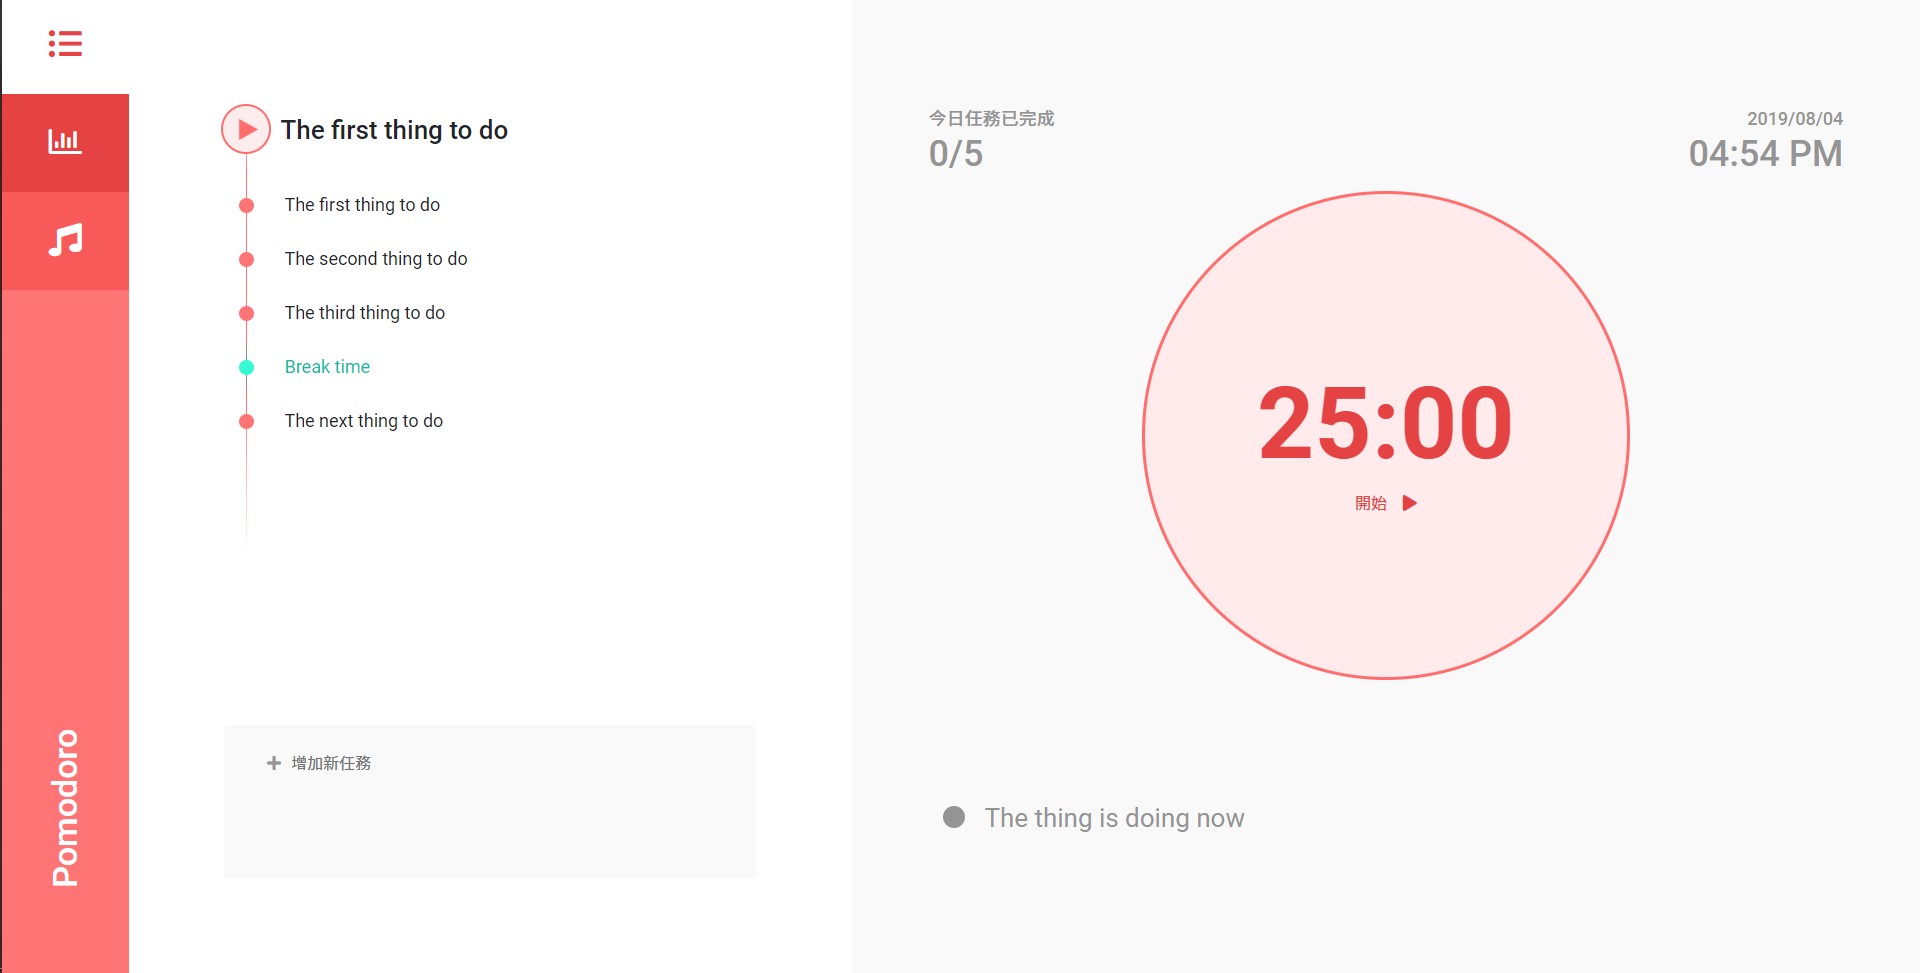 The first thing to do
The first thing to do
The second thing to do
The third thing to do
Break time
The next thing to do
增加新任務
Pomodoro
今日任務已完成
0/5
2019/08/04
04:54 PM
25:00
開始
The thing is doing now